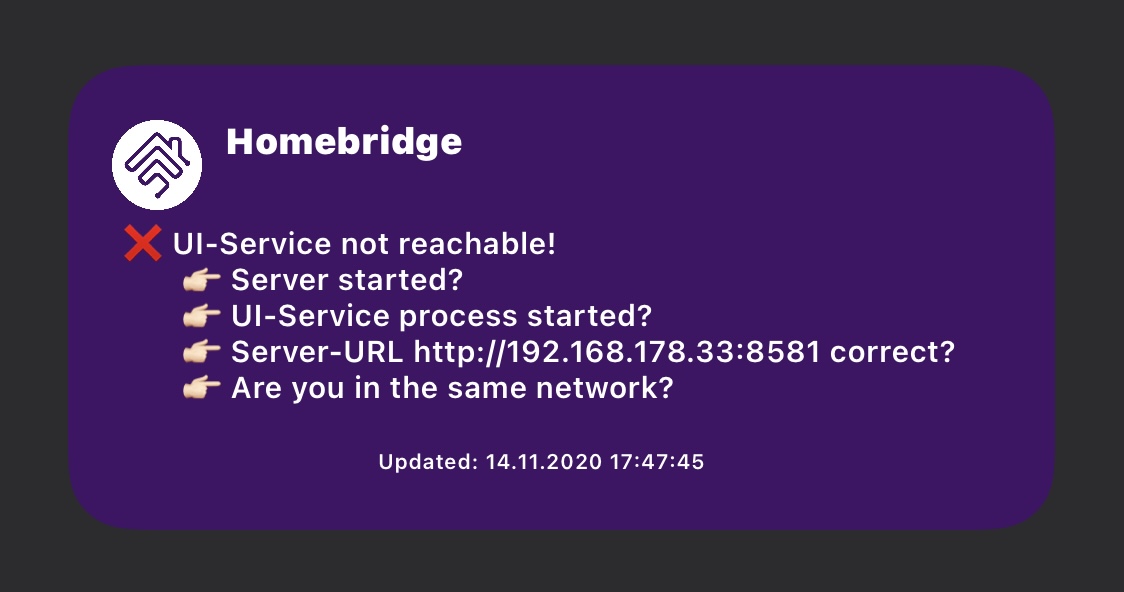 Homebridge
❌ UI-Service not reachable!
👉🏻 Server started?
👉🏻 UI-Service process started?
👉🏻 Server-URL http://192.168.178.33:8581 correct?
👉🏻 Are you in the same network?
Updated: 14.11.2020 17:47:45